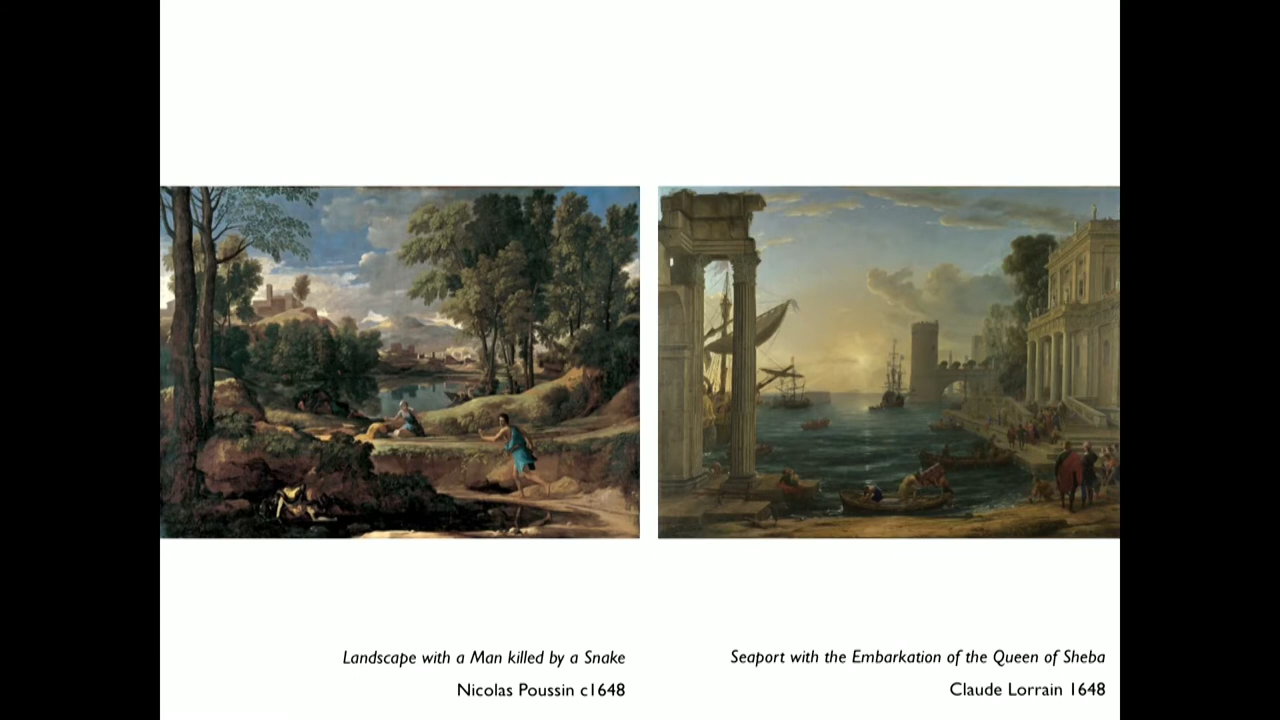 Landscape with a Man killed by a Snake
Nicolas Poussin c1648
Seaport with the Embarkation of the Queen of Sheba
Claude Lorrain 1648